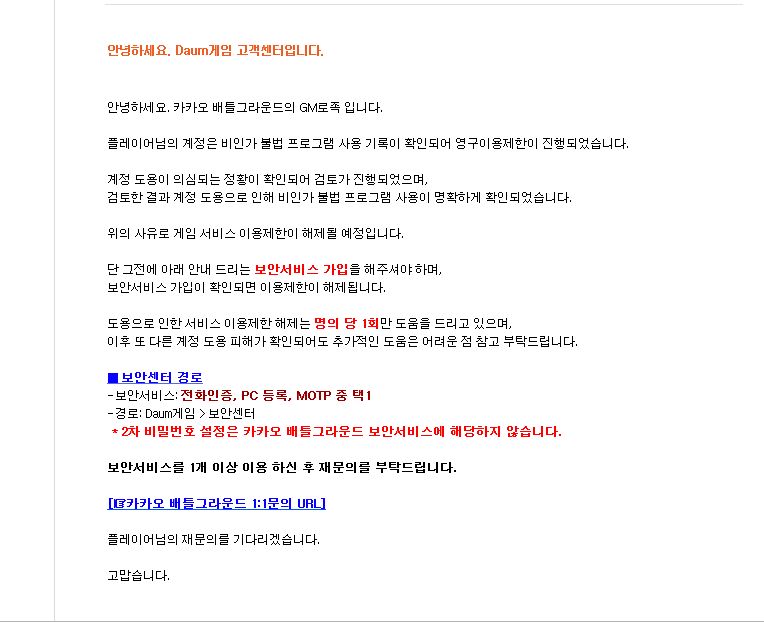 안녕하세요. Daum게임 고객센터입니다.
안녕하세요. 카카오 배틀그라운드의 GM로족 입니다.
플레이어님의 계정은 비인가 불법 프로그램 사용 기록이 확인되어 영구이용제한이 진행되었습니다.
계정 도용이 의심되는 정황이 확인되어 검토가 진행되었으며,
검토한 결과 계정 도용으로 인해 비인가 불법 프로그램 사용이 명확하게 확인되었습니다.
위의 사유로 게임 서비스 이용제한이 해제될 예정입니다.
단 그전에 아래 안내 드리는 보안서비스 가입을 해주셔야 하며,
보안서비스 가입이 확인되면 이용제한이 해제됩니다.
도용으로 인한 서비스 이용제한 해제는 명의 당 1회만 도움을 드리고 있으며,
이후 또 다른 계정 도용 피해가 확인되어도 추가적인 도움은 어려운 점 참고 부탁드립니다.
■ 보안센터 경로
- 보안서비스: 전화인증, PC 등록, MOTP 중 택1
- 경로: Daum게임 > 보안센터
* 2차 비밀번호 설정은 카카오 배틀그라운드 보안서비스에 해당하지 않습니다.
보안서비스를 1개 이상 이용 하신 후 재문의를 부탁드립니다.
[☞카카오 배틀그라운드 1:1문의 URL]
플레이어님의 재문의를 기다리겠습니다.
고맙습니다.